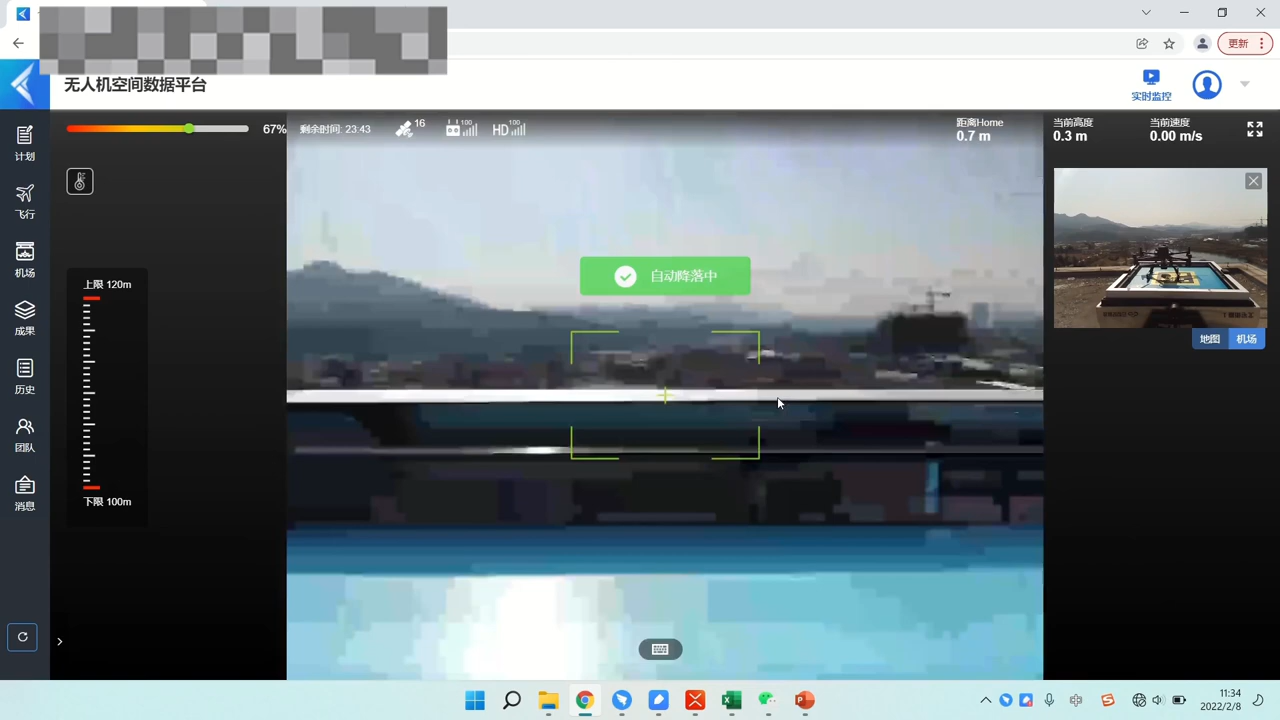 更新
无人机空间数据平台
实时监控
67%
剩余时间: 23:43
16
100
HD
100
距离Home
0.7 m
当前高度
0.3 m
当前速度
0.00 m/s
计划
飞行
机场
成果
历史
团队
消息
上限 120m
下限 100m
自动降落中
地图
机场
11:34
2022/2/8